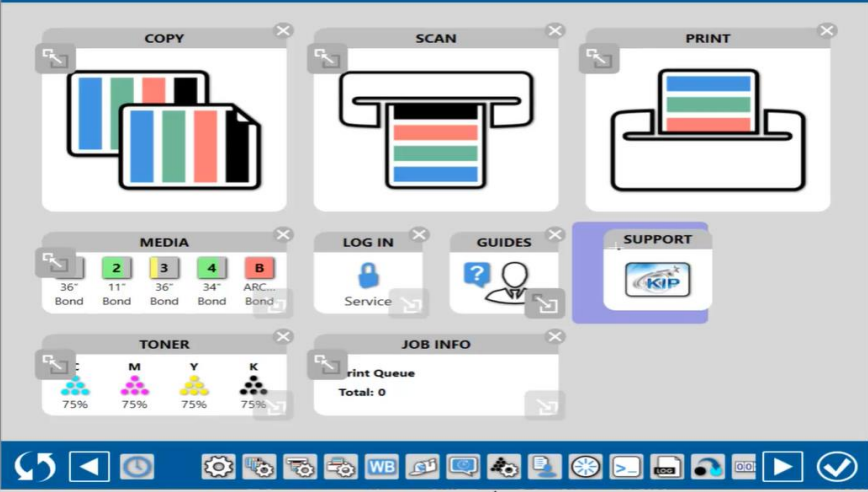 COPY
SCAN
PRINT
MEDIA
2
3
4
B
36"
11"
36"
34"
ARC...
Bond
Bond
Bond
Bond
Bond
LOG IN
Service
GUIDES
?
SUPPORT
KIP
TONER
M
Y
K
75%
75%
75%
75%
JOB INFO
rint Queue
Total: 0
WB
>_
LOG